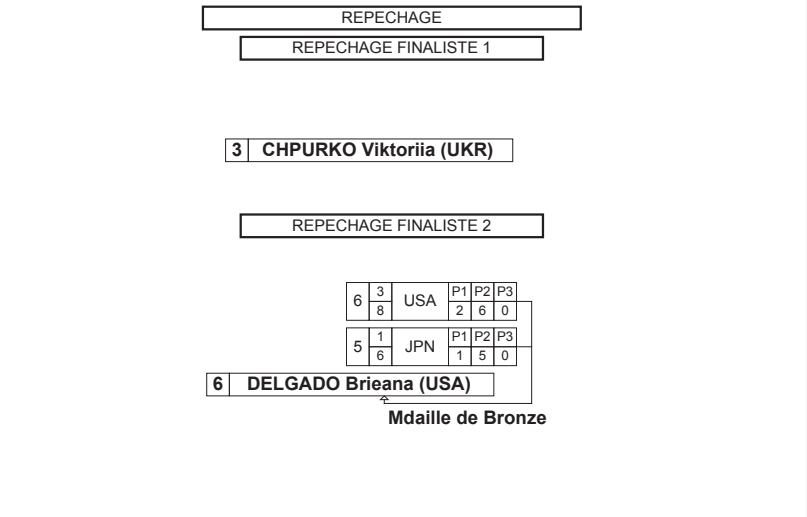 REPECHAGE
REPECHAGE FINALISTE 1
3 CHPURKO Viktoriia (UKR)
REPECHAGE FINALISTE 2
6 3 USA P1 P2 P3
8 2 6 0
5 1 JPN P1 P2 P3
6 1 5 0
6 DELGADO Brieana (USA)
Mdaille de Bronze